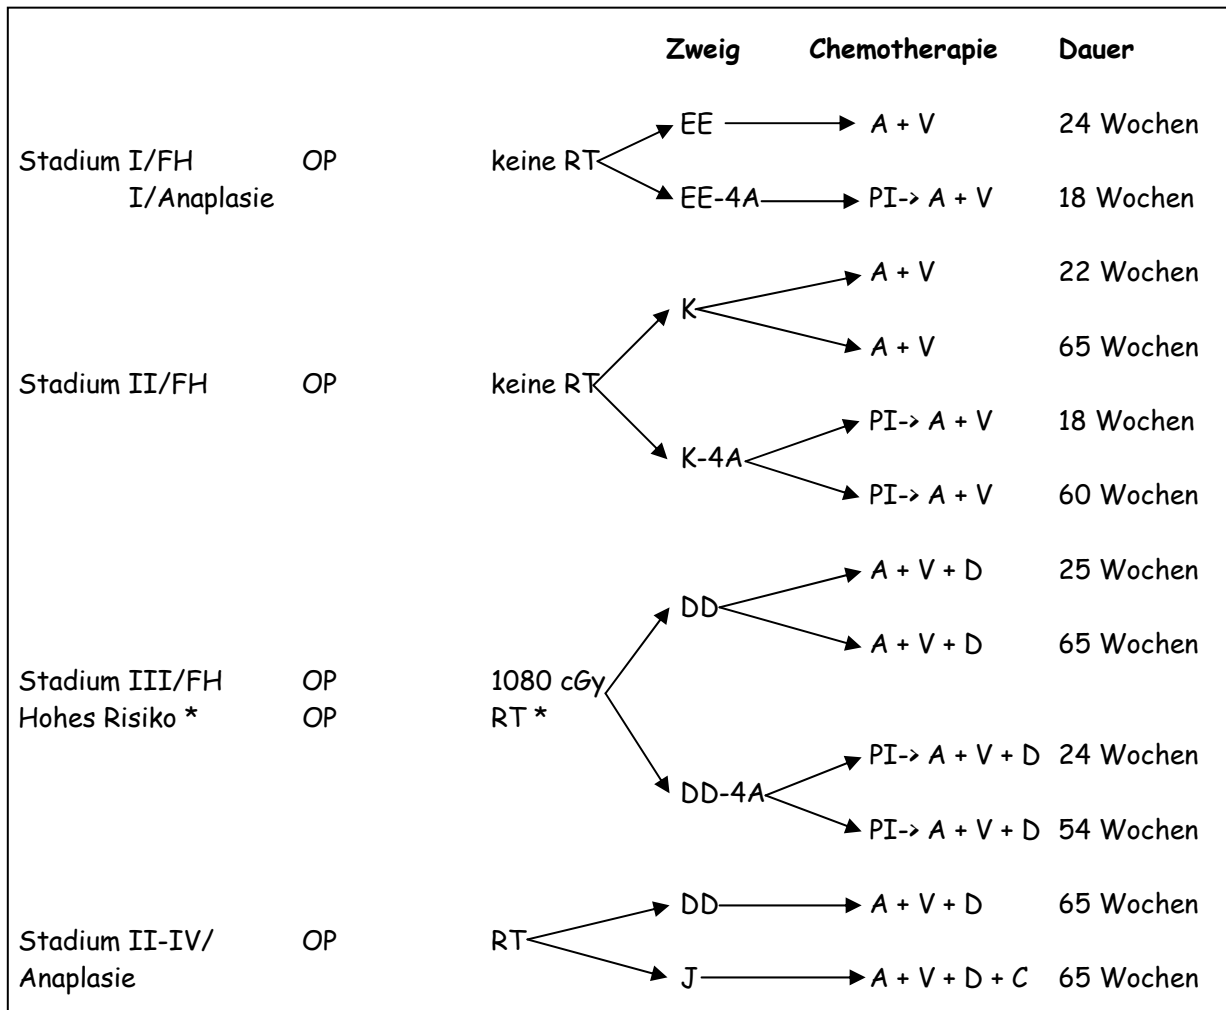 Zweig Chemotherapie Dauer
EE A + V 24 Wochen
Stadium I/FH OP keine RT
I/Anaplasie
EE-4A PI-> A + V 18 Wochen
A + V 22 Wochen
K
A + V 65 Wochen
Stadium II/FH OP keine RT
PI-> A + V 18 Wochen
K-4A
PI-> A + V 60 Wochen
A + V + D 25 Wochen
DD
A + V + D 65 Wochen
Stadium III/FH OP 1080 cGy
Hohes Risiko * OP RT *
PI-> A + V + D 24 Wochen
DD-4A
PI-> A + V + D 54 Wochen
DD A + V + D 65 Wochen
Stadium II-IV/ OP RT
Anaplasie J A + V + D + C 65 Wochen